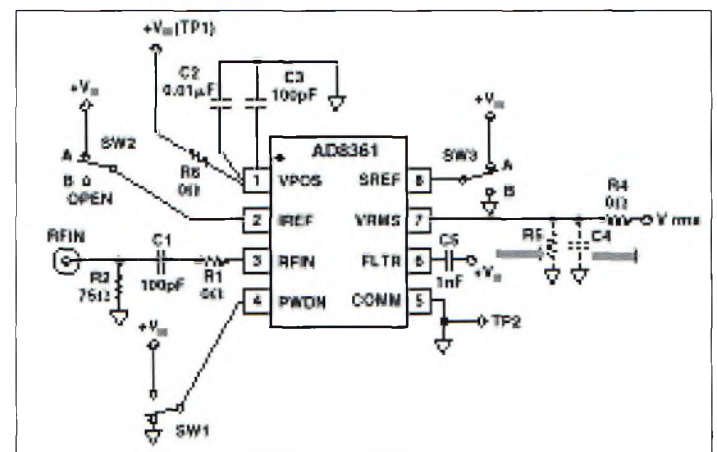 +Vs (TP1)
C2
0.01µF
C3
100pF
+Vs
SW2
A
B
OPEN
R6
0Ω
AD8361
1 VPOS
2 IREF
3 RFIN
4 PWDN
SREF 8
VRMS 7
FLTR 6
COMM 5
+Vs
SW3
A
B
R4
0Ω
V rms
R5
C4
C5
1nF
+Vs
TP2
RFIN
C1
100pF
R1
0Ω
R2
75Ω
+Vs
SW1